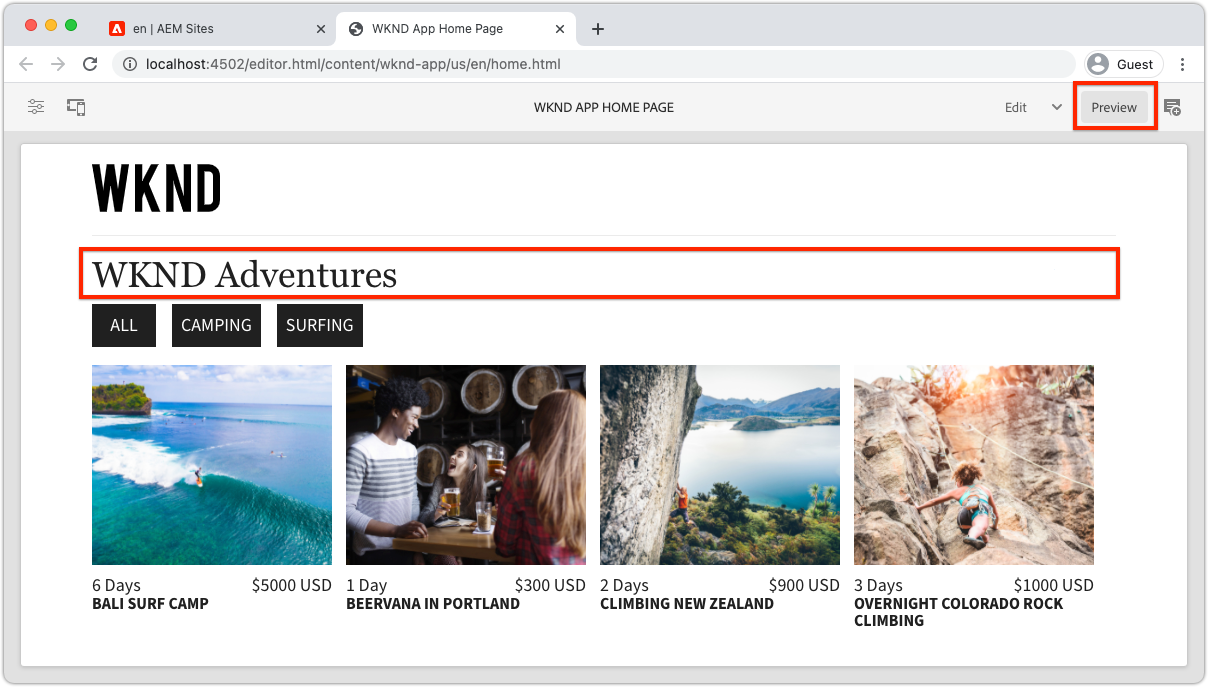 en | AEM Sites
WKND App Home Page
localhost:4502/editor.html/content/wknd-app/us/en/home.html
Guest
WKND APP HOME PAGE
Edit
Preview
WKND
WKND Adventures
ALL CAMPING SURFING
6 Days $5000 USD
BALI SURF CAMP
1 Day $300 USD
BEERVANA IN PORTLAND
2 Days $900 USD
CLIMBING NEW ZEALAND
3 Days $1000 USD
OVERNIGHT COLORADO ROCK
CLIMBING